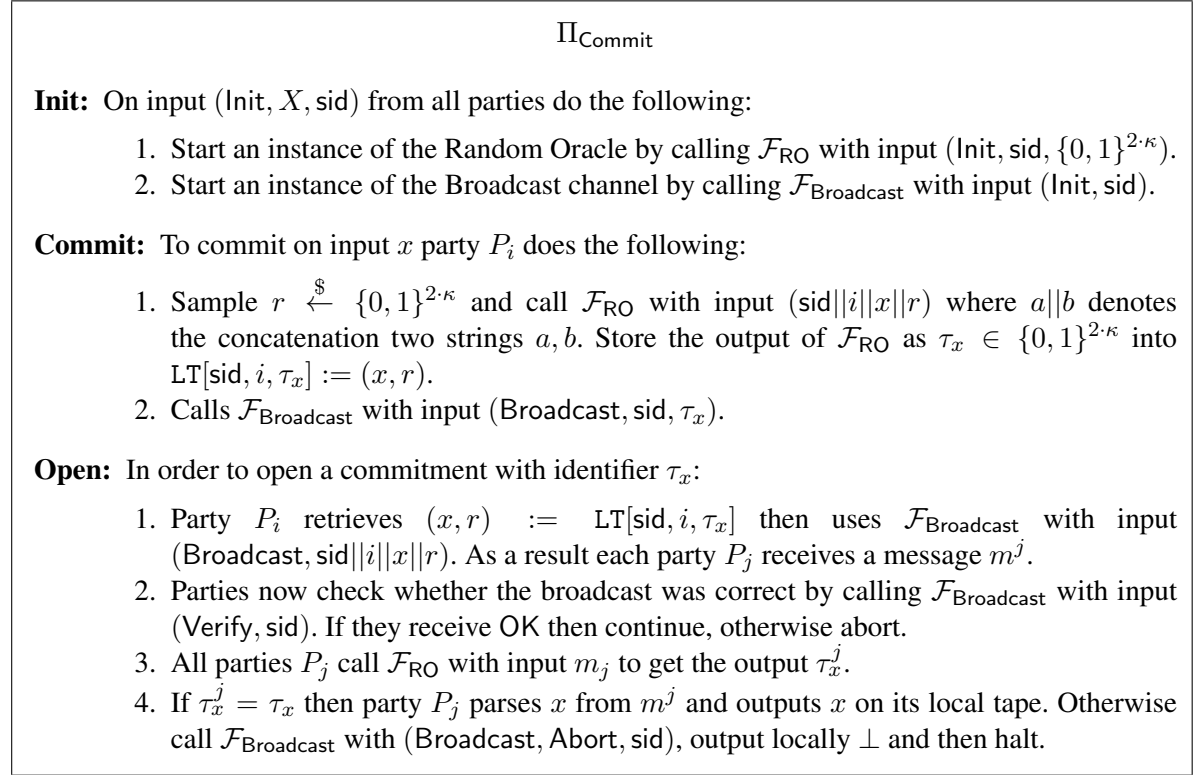 Π_Commit
Init: On input (Init, X, sid) from all parties do the following:
1. Start an instance of the Random Oracle by calling F_RO with input (Init, sid, {0, 1}^{2·κ}).
2. Start an instance of the Broadcast channel by calling F_Broadcast with input (Init, sid).
Commit: To commit on input x party P_i does the following:
1. Sample r ←$ {0, 1}^{2·κ} and call F_RO with input (sid||i||x||r) where a||b denotes
the concatenation two strings a, b. Store the output of F_RO as τ_x ∈ {0, 1}^{2·κ} into
LT[sid, i, τ_x] := (x, r).
2. Calls F_Broadcast with input (Broadcast, sid, τ_x).
Open: In order to open a commitment with identifier τ_x:
1. Party P_i retrieves (x, r) := LT[sid, i, τ_x] then uses F_Broadcast with input
(Broadcast, sid||i||x||r). As a result each party P_j receives a message m^j.
2. Parties now check whether the broadcast was correct by calling F_Broadcast with input
(Verify, sid). If they receive OK then continue, otherwise abort.
3. All parties P_j call F_RO with input m_j to get the output τ_x^j.
4. If τ_x^j = τ_x then party P_j parses x from m^j and outputs x on its local tape. Otherwise
call F_Broadcast with (Broadcast, Abort, sid), output locally ⊥ and then halt.